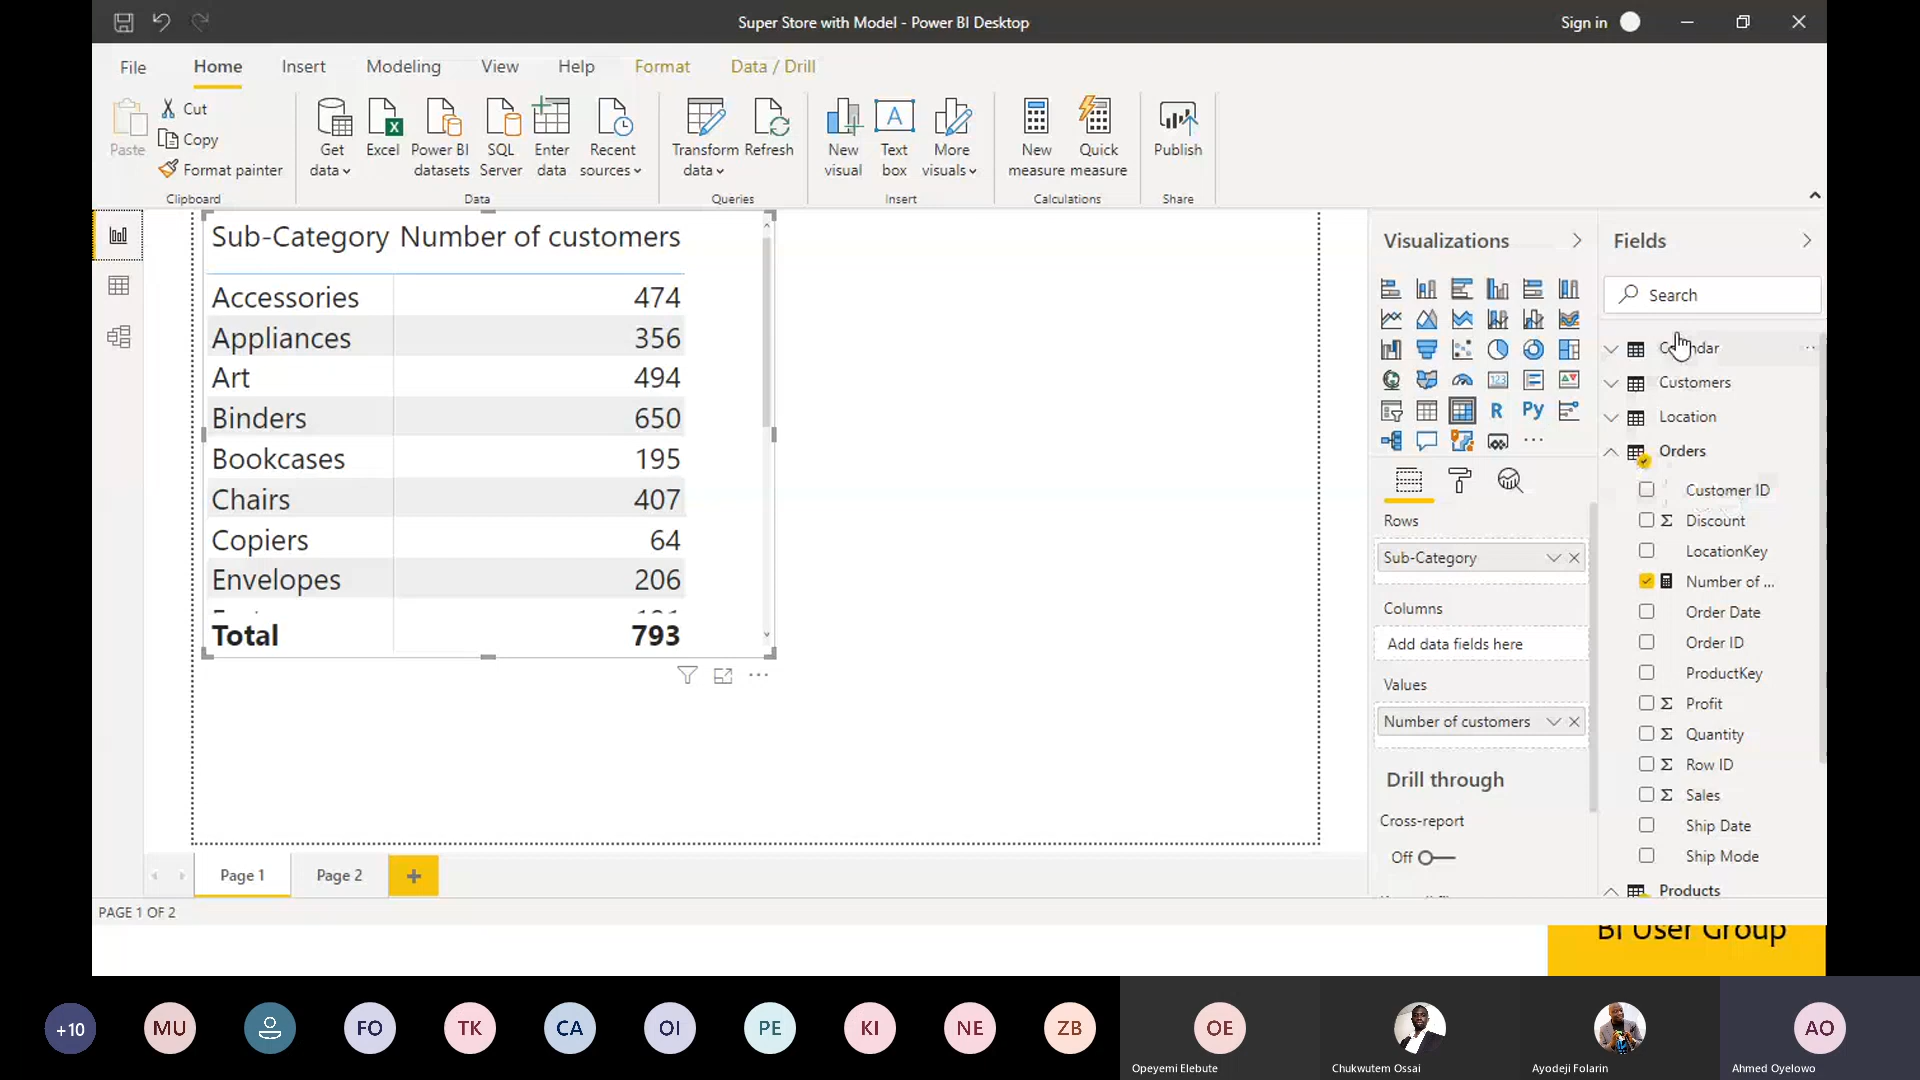 Super Store with Model - Power BI Desktop
Sign in
File Home Insert Modeling View Help Format Data / Drill
Paste
Cut
Copy
Format painter
Clipboard
Get data
Excel
Power BI datasets
SQL Server
Enter data
Recent sources
Data
Transform data
Refresh
Queries
New visual
Text box
More visuals
Insert
New measure
Quick measure
Calculations
Publish
Share
Sub-Category Number of customers
Accessories 474
Appliances 356
Art 494
Binders 650
Bookcases 195
Chairs 407
Copiers 64
Envelopes 206
Total 793
Visualizations
R Py
Rows
Sub-Category
Columns
Add data fields here
Values
Number of customers
Drill through
Cross-report
Off
Fields
Search
Customers
Location
Orders
Customer ID
Discount
LocationKey
Number of ...
Order Date
Order ID
ProductKey
Profit
Quantity
Row ID
Sales
Ship Date
Ship Mode
Products
Page 1 Page 2
PAGE 1 OF 2
BI User Group
+10 MU FO TK CA OI PE KI NE ZB OE AO
Opeyemi Elebute Chukwutem Ossai Ayodeji Folarin Ahmed Oyelowo